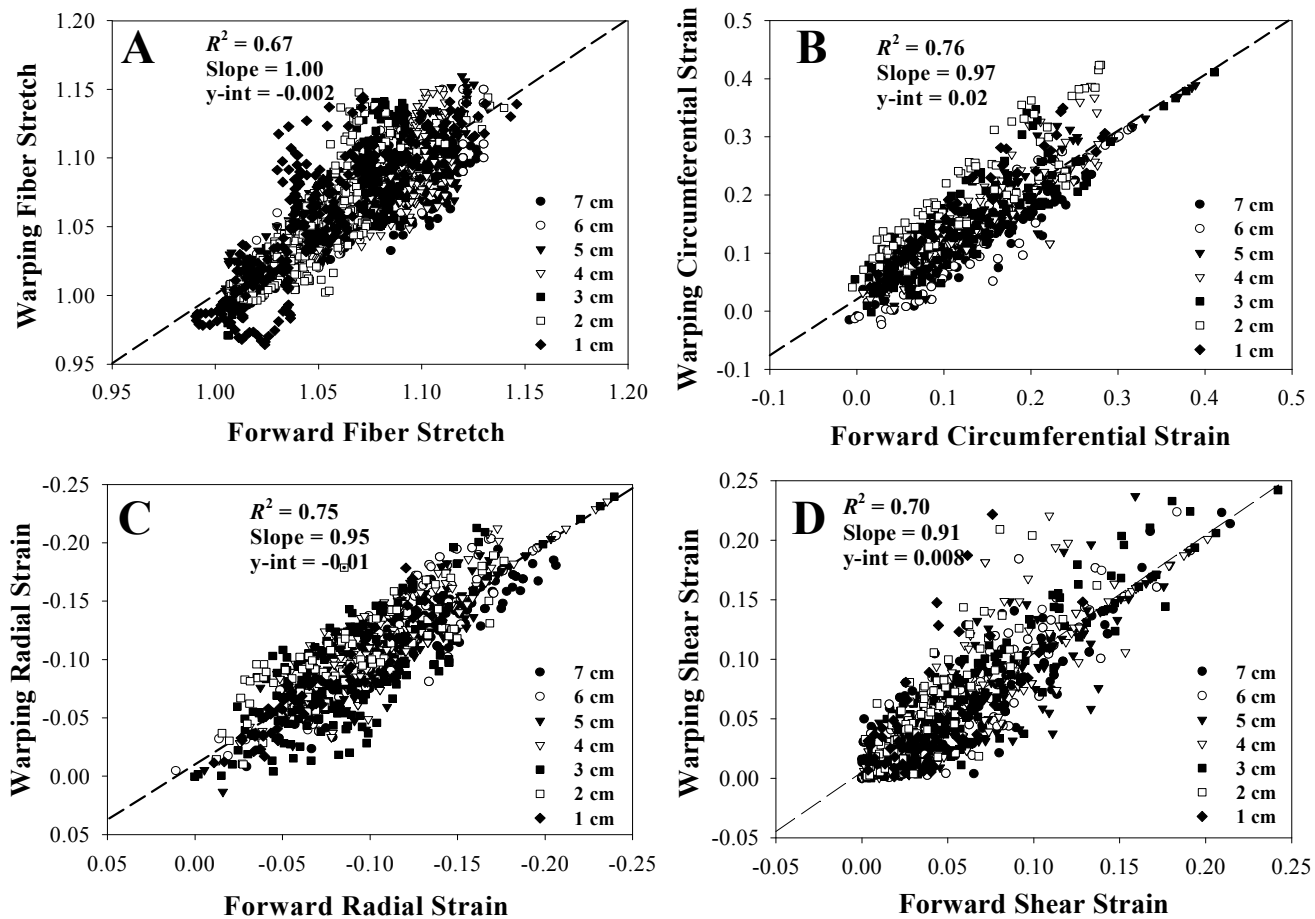 A
R² = 0.67
Slope = 1.00
y-int = -0.002
Warping Fiber Stretch
1.20
1.15
1.10
1.05
1.00
0.95
7 cm
6 cm
5 cm
4 cm
3 cm
2 cm
1 cm
0.95 1.00 1.05 1.10 1.15 1.20
Forward Fiber Stretch
B
R² = 0.76
Slope = 0.97
y-int = 0.02
Warping Circumferential Strain
0.5
0.4
0.3
0.2
0.1
0.0
-0.1
7 cm
6 cm
5 cm
4 cm
3 cm
2 cm
1 cm
-0.1 0.0 0.1 0.2 0.3 0.4 0.5
Forward Circumferential Strain
C
R² = 0.75
Slope = 0.95
y-int = -0.01
Warping Radial Strain
-0.25
-0.20
-0.15
-0.10
-0.05
0.00
0.05
7 cm
6 cm
5 cm
4 cm
3 cm
2 cm
1 cm
0.05 0.00 -0.05 -0.10 -0.15 -0.20 -0.25
Forward Radial Strain
D
R² = 0.70
Slope = 0.91
y-int = 0.008
Warping Shear Strain
0.25
0.20
0.15
0.10
0.05
0.00
-0.05
7 cm
6 cm
5 cm
4 cm
3 cm
2 cm
1 cm
-0.05 0.00 0.05 0.10 0.15 0.20 0.25
Forward Shear Strain